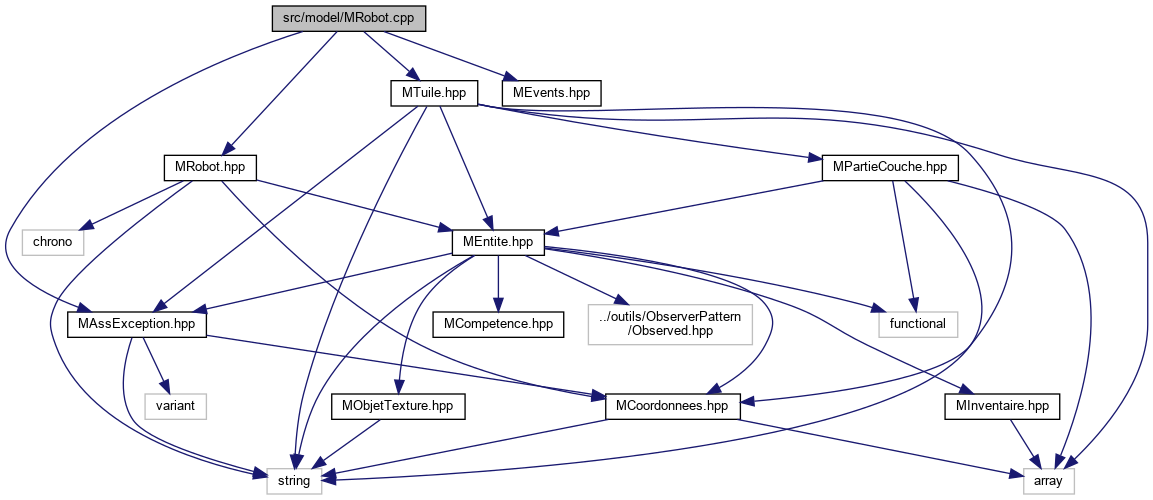 src/model/MRobot.cpp
MTuile.hpp
MEvents.hpp
MRobot.hpp
MPartieCouche.hpp
chrono
MEntite.hpp
MAssException.hpp
MCompetence.hpp
../outils/ObserverPattern
/Observed.hpp
functional
variant
MObjetTexture.hpp
MCoordonnees.hpp
MInventaire.hpp
string
array